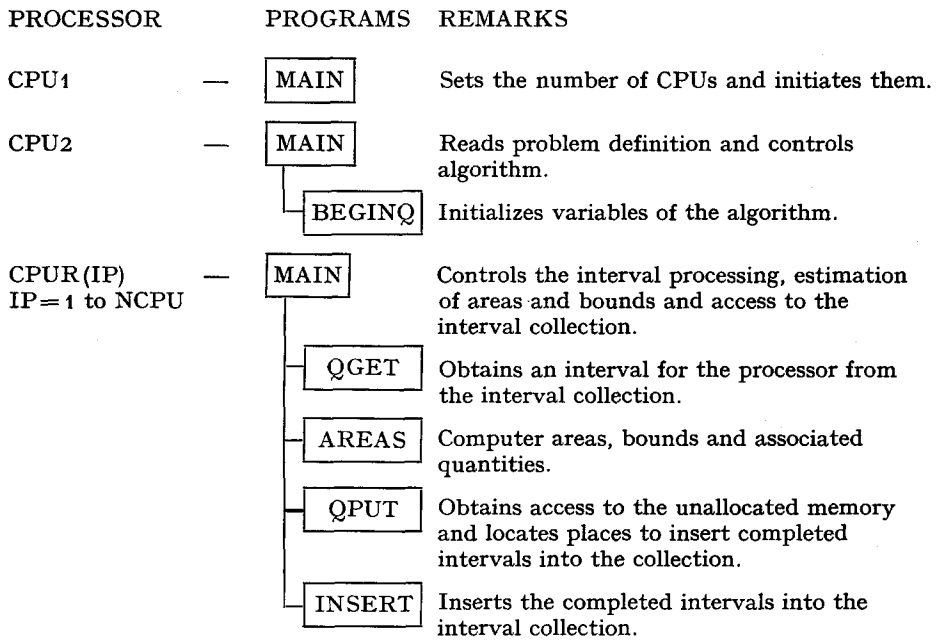 PROCESSOR PROGRAMS REMARKS
CPU1 — MAIN Sets the number of CPUs and initiates them.
CPU2 — MAIN Reads problem definition and controls
algorithm.
BEGINQ Initializes variables of the algorithm.
CPUR(IP) — MAIN Controls the interval processing, estimation
IP=1 to NCPU of areas and bounds and access to the
interval collection.
QGET Obtains an interval for the processor from
the interval collection.
AREAS Computer areas, bounds and associated
quantities.
QPUT Obtains access to the unallocated memory
and locates places to insert completed
intervals into the collection.
INSERT Inserts the completed intervals into the
interval collection.